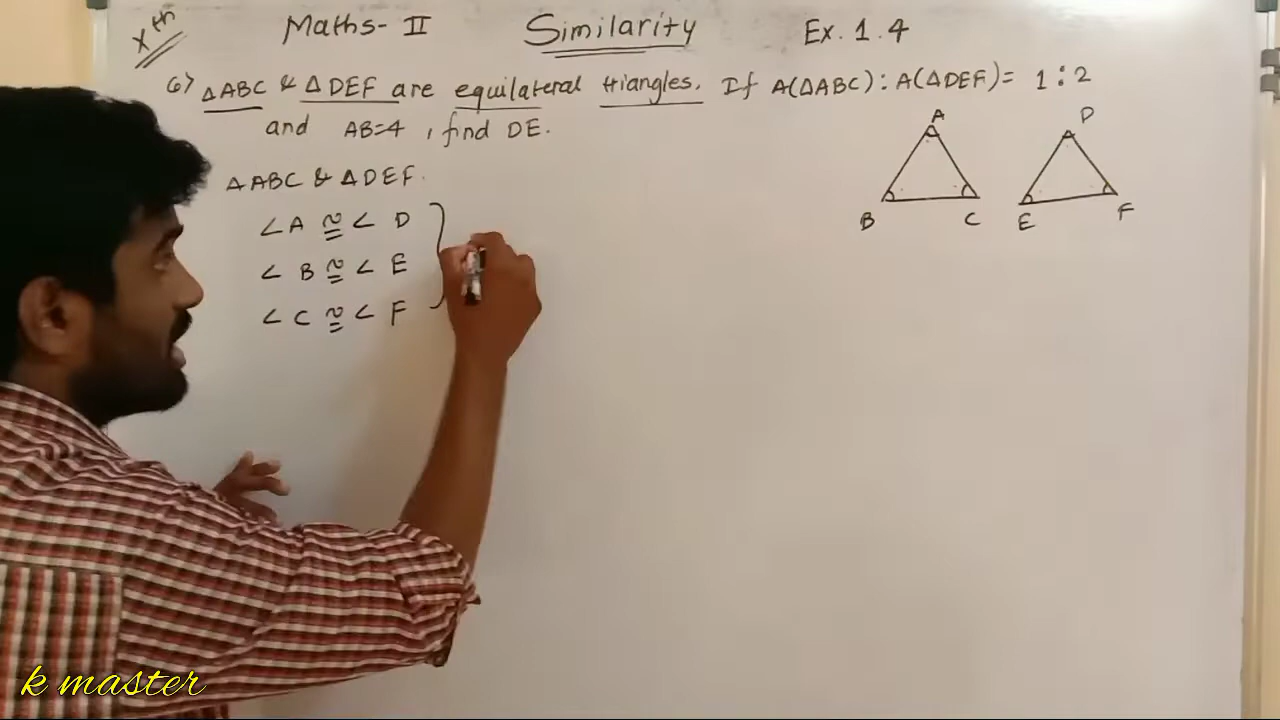 Xth
Maths-II Similarity Ex. 1.4
6) △ABC & △DEF are equilateral triangles. If A(△ABC) : A(△DEF) = 1 : 2
and AB=4 , find DE.
△ABC & △DEF.
∠A ≅ ∠D
∠B ≅ ∠E
∠C ≅ ∠F
A D
B C E F
k master